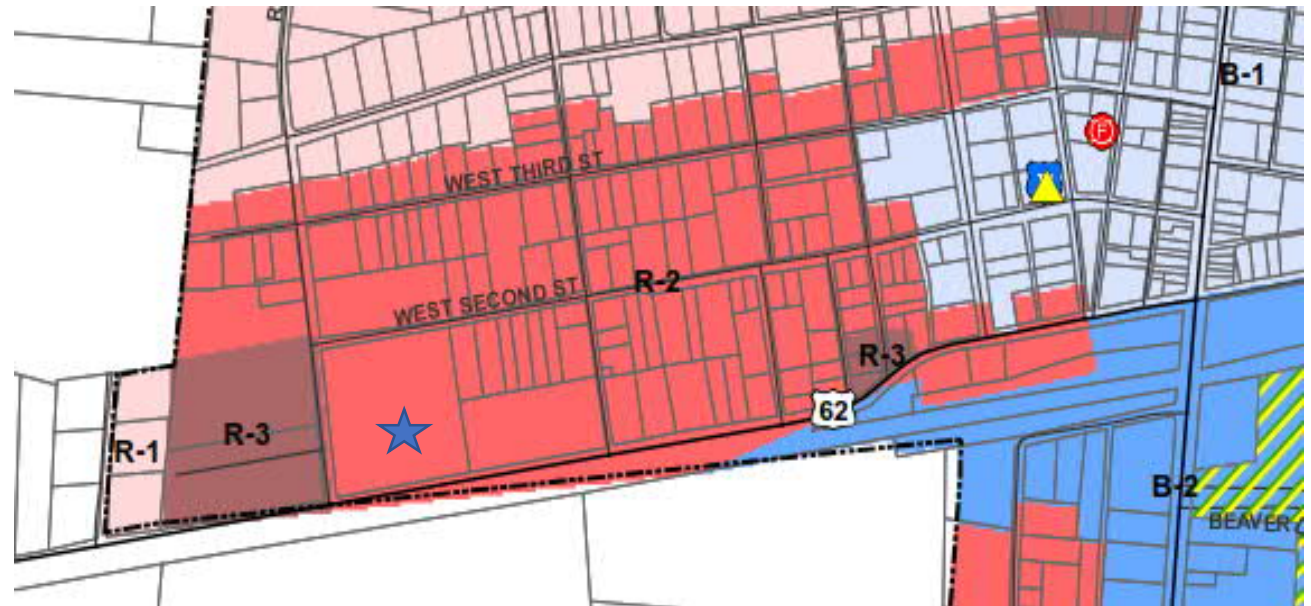 R
B-1
F
WEST THIRD ST
R-2
WEST SECOND ST
R-3
62
R-1
R-3
B-2
BEAVER